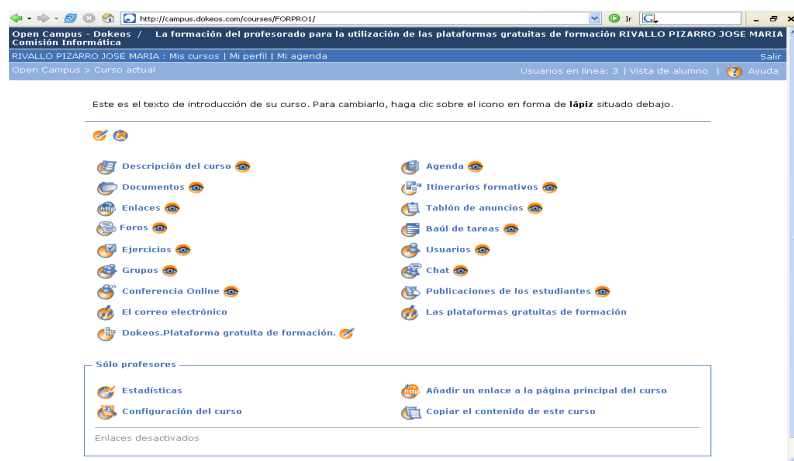 http://campus.dokeos.com/courses/FORPRO1/ Ir
Open Campus - Dokeos / La formación del profesorado para la utilización de las plataformas gratuitas de formación RIVALLO PIZARRO JOSE MARIA
Comisión Informática
RIVALLO PIZARRO JOSE MARIA : Mis cursos | Mi perfil | Mi agenda Salir
Open Campus > Curso actual Usuarios en línea: 3 | Vista de alumno | Ayuda
Este es el texto de introducción de su curso. Para cambiarlo, haga clic sobre el icono en forma de lápiz situado debajo.
Descripción del curso Agenda
Documentos Itinerarios formativos
Enlaces Tablón de anuncios
Foros Baúl de tareas
Ejercicios Usuarios
Grupos Chat
Conferencia Online Publicaciones de los estudiantes
El correo electrónico Las plataformas gratuitas de formación
Dokeos.Plataforma gratuita de formación.
Sólo profesores
Estadísticas Añadir un enlace a la página principal del curso
Configuración del curso Copiar el contenido de este curso
Enlaces desactivados